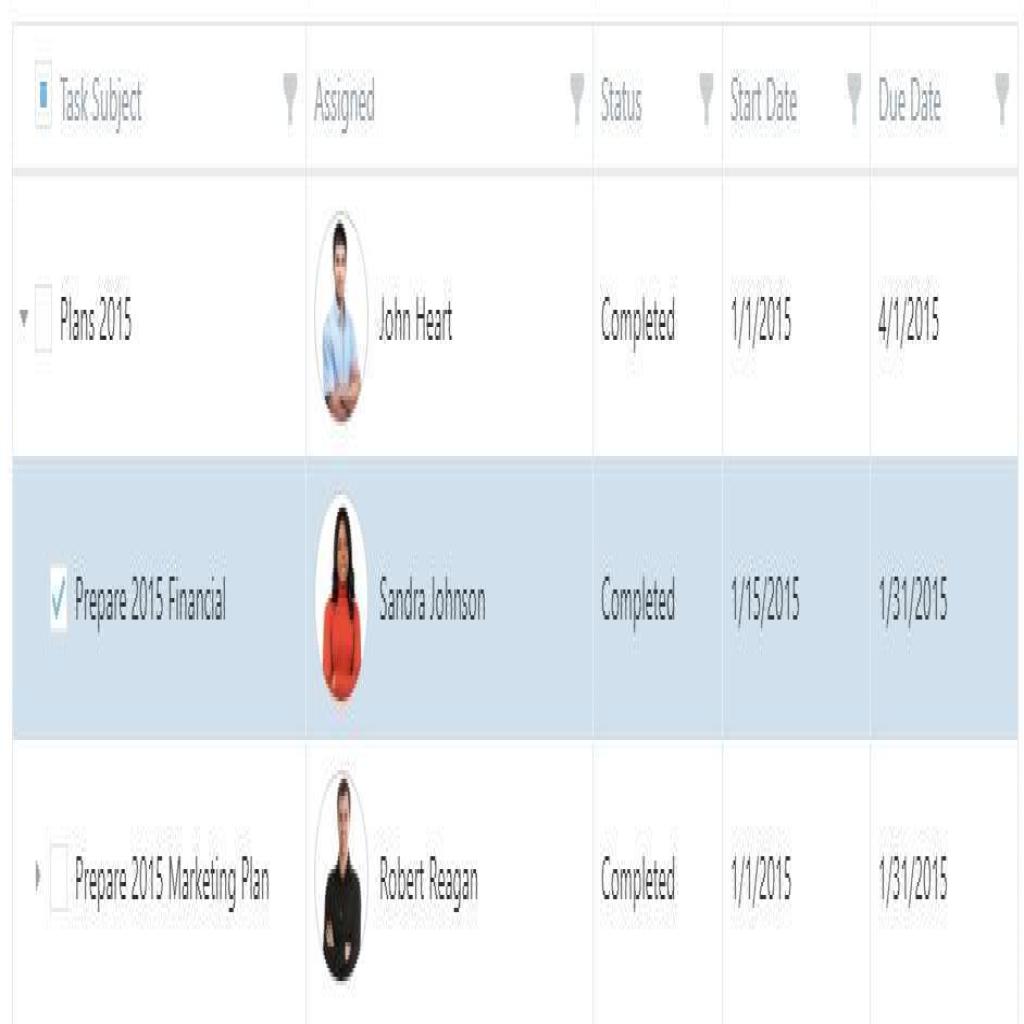 Task Subject Assigned Status Start Date Due Date
Plans 2015 John Heart Completed 1/1/2015 4/1/2015
Prepare 2015 Financial Sandra Johnson Completed 1/15/2015 1/31/2015
Prepare 2015 Marketing Plan Robert Reagan Completed 1/1/2015 1/31/2015